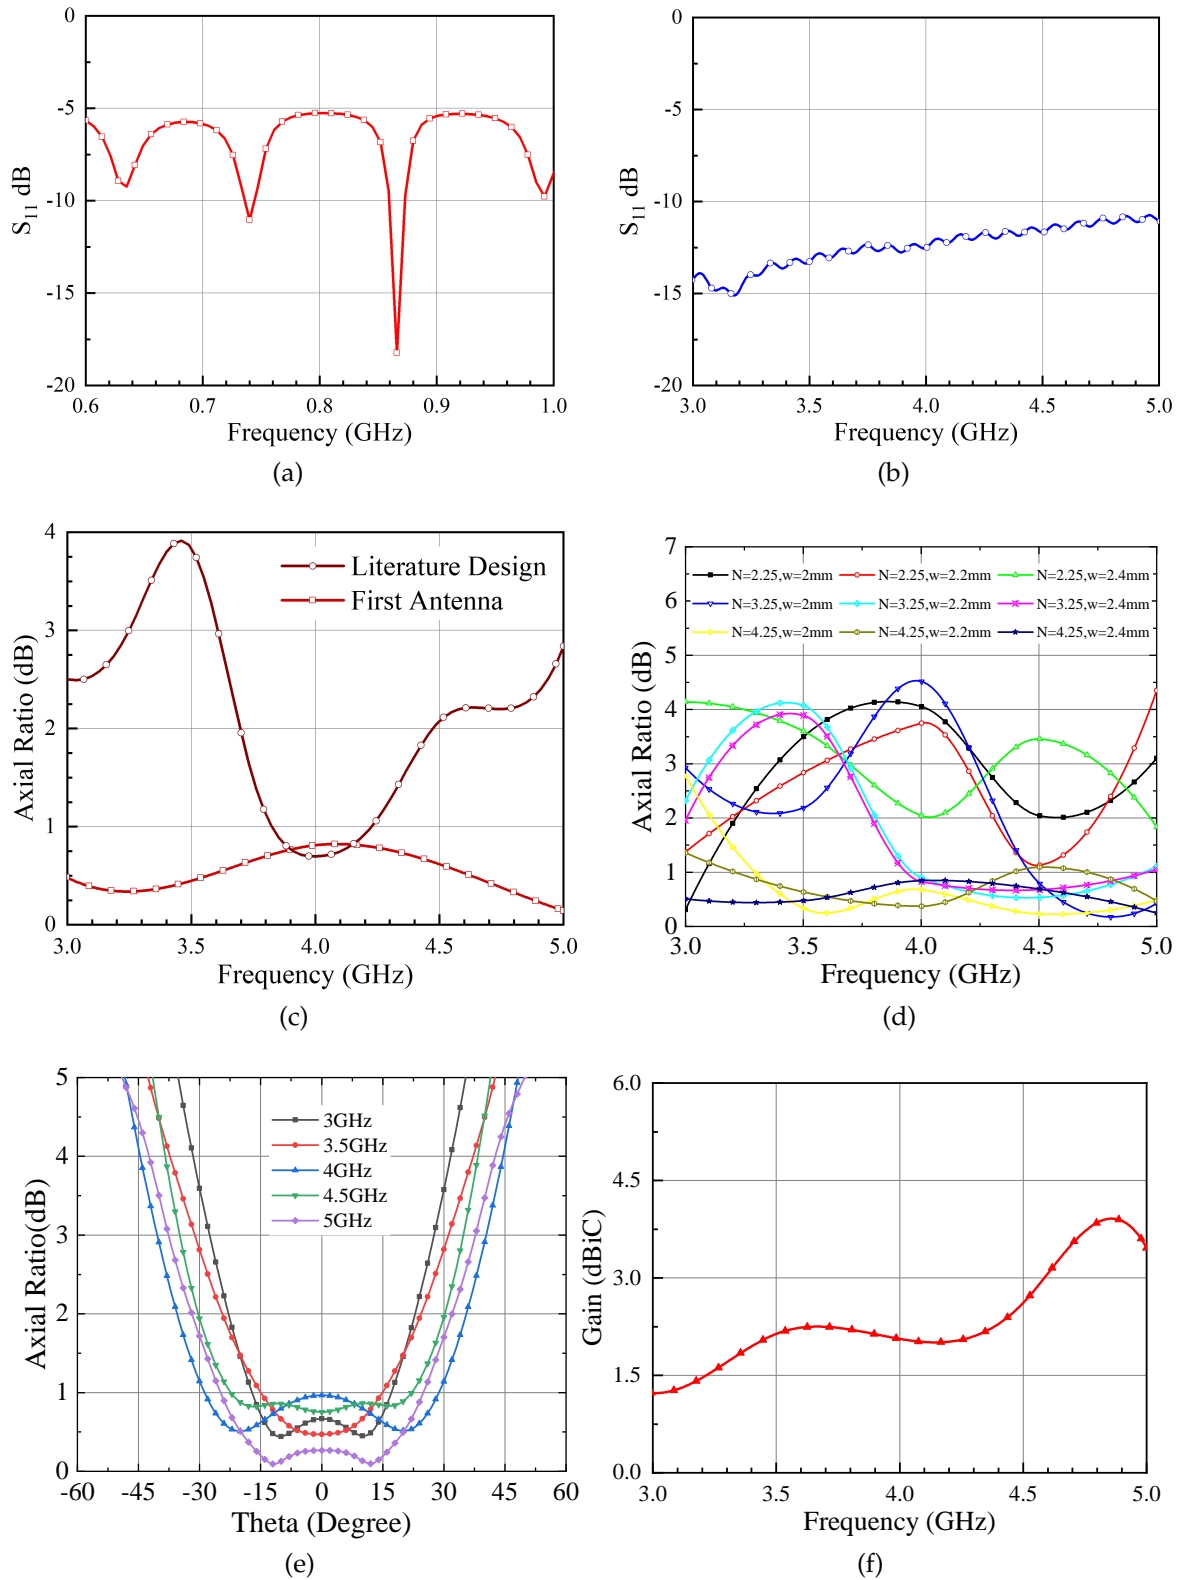 0
-5
-10
-15
-20
S11 dB
0.6 0.7 0.8 0.9 1.0
Frequency (GHz)
(a)
0
-5
-10
-15
-20
S11 dB
3.0 3.5 4.0 4.5 5.0
Frequency (GHz)
(b)
4
3
2
1
0
Axial Ratio (dB)
Literature Design
First Antenna
3.0 3.5 4.0 4.5 5.0
Frequency (GHz)
(c)
7
6
5
4
3
2
1
0
Axial Ratio (dB)
N=2.25,w=2mm N=2.25,w=2.2mm N=2.25,w=2.4mm
N=3.25,w=2mm N=3.25,w=2.2mm N=3.25,w=2.4mm
N=4.25,w=2mm N=4.25,w=2.2mm N=4.25,w=2.4mm
3.0 3.5 4.0 4.5 5.0
Frequency (GHz)
(d)
5
4
3
2
1
0
Axial Ratio(dB)
3GHz
3.5GHz
4GHz
4.5GHz
5GHz
-60 -45 -30 -15 0 15 30 45 60
Theta (Degree)
(e)
6.0
4.5
3.0
1.5
0.0
Gain (dBiC)
3.0 3.5 4.0 4.5 5.0
Frequency (GHz)
(f)